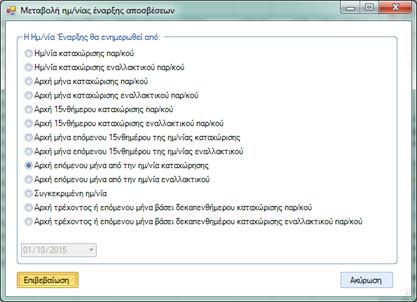 Μεταβολή ημ/νίας έναρξης αποσβέσεων
Η Ημ/νία Έναρξης θα ενημερωθεί από:
Ημ/νία καταχώρισης παρ/κού
Ημ/νία καταχώρισης εναλλακτικού παρ/κού
Αρχή μήνα καταχώρισης παρ/κού
Αρχή μήνα καταχώρισης εναλλακτικού παρ/κού
Αρχή 15νθήμερου καταχώρισης παρ/κού
Αρχή 15νθήμερου καταχώρισης εναλλακτικού παρ/κού
Αρχή μήνα επόμενου 15νθημέρου της ημ/νίας καταχώρισης
Αρχή μήνα επόμενου 15νθημέρου της ημ/νίας εναλλακτικού
Αρχή επόμενου μήνα από την ημ/νία καταχώρησης
Αρχή επόμενου μήνα από την ημ/νία εναλλακτικού
Συγκεκριμένη ημ/νία
Αρχή τρέχοντος ή επόμενου μήνα βάσει δεκαπενθήμερου καταχώρισης παρ/κού
Αρχή τρέχοντος ή επόμενου μήνα βάσει δεκαπενθημερου καταχώρισης εναλλακτικού παρ/κού
01/10/2015
Επιβεβαίωση
Ακύρωση